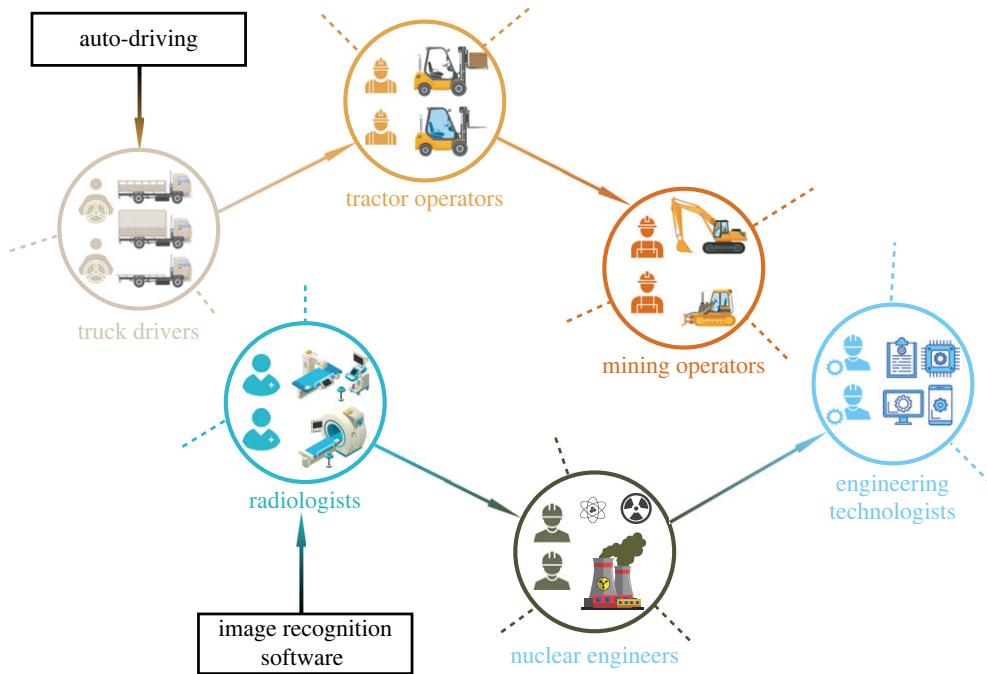 auto-driving
tractor operators
truck drivers
mining operators
radiologists
engineering
technologists
image recognition
software
nuclear engineers